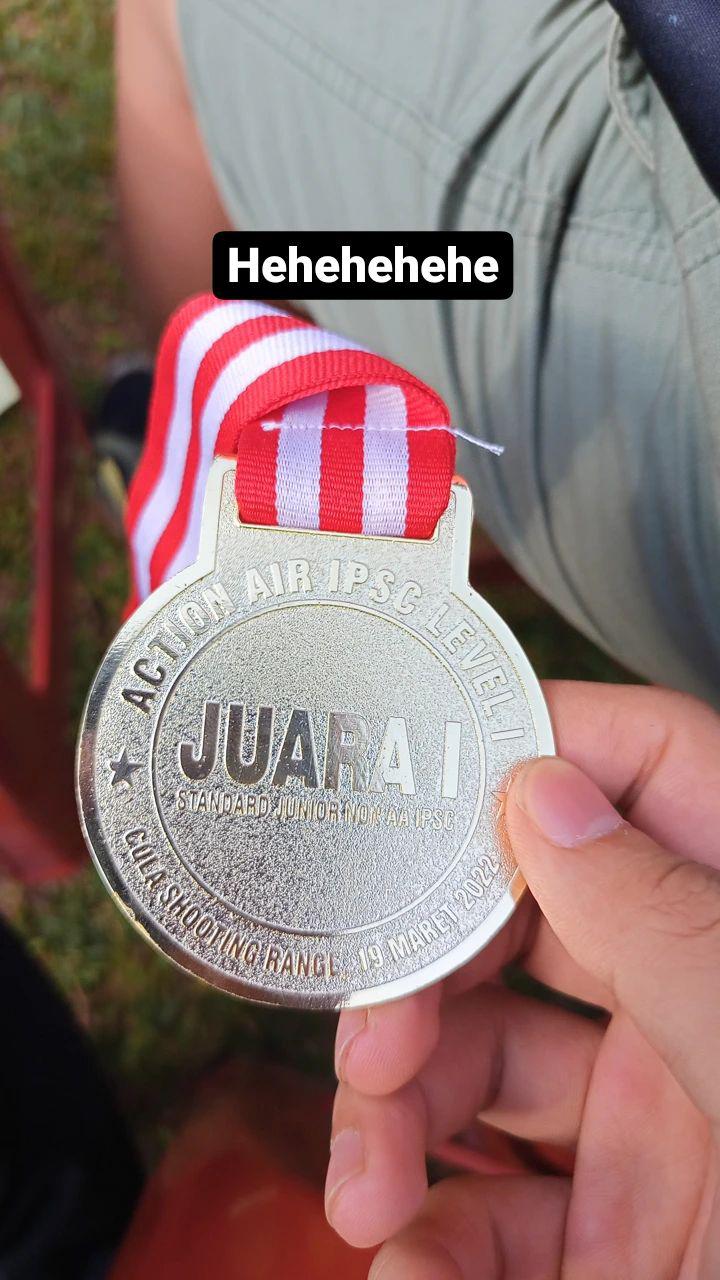 Hehehehehe
ACTION AIR IPSC LEVEL I
JUARA I
STANDARD JUNIOR NON AA IPSC
CULA SHOOTING RANGE, 19 MARET 2022